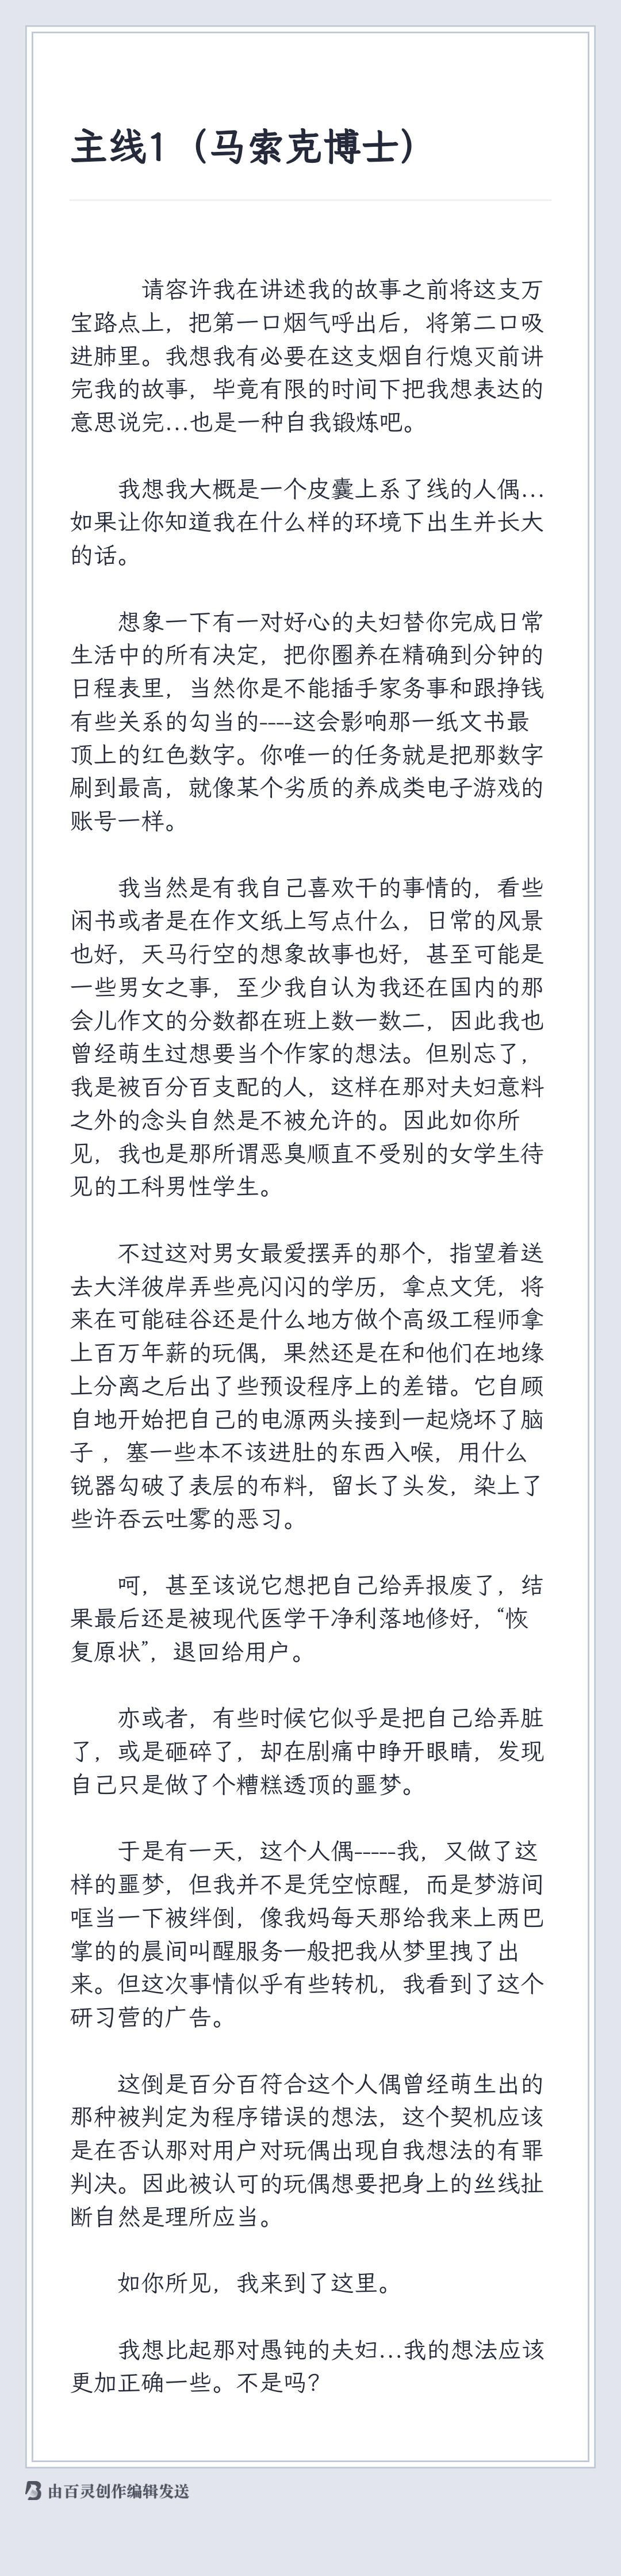 主线1（马索克博士）
请容许我在讲述我的故事之前将这支万
宝路点上，把第一口烟气呼出后，将第二口吸
进肺里。我想我有必要在这支烟自行熄灭前讲
完我的故事，毕竟有限的时间下把我想表达的
意思说完...也是一种自我锻炼吧。
我想我大概是一个皮囊上系了线的人偶...
如果让你知道我在什么样的环境下出生并长大
的话。
想象一下有一对好心的夫妇替你完成日常
生活中的所有决定，把你圈养在精确到分钟的
日程表里，当然你是不能插手家务事和跟挣钱
有些关系的勾当的----这会影响那一纸文书最
顶上的红色数字。你唯一的任务就是把那数字
刷到最高，就像某个劣质的养成类电子游戏的
账号一样。
我当然是有我自己喜欢干的事情的，看些
闲书或者是在作文纸上写点什么，日常的风景
也好，天马行空的想象故事也好，甚至可能是
一些男女之事，至少我自认为我还在国内的那
会儿作文的分数都在班上数一数二，因此我也
曾经萌生过想要当个作家的想法。但别忘了，
我是被百分百支配的人，这样在那对夫妇意料
之外的念头自然是不被允许的。因此如你所
见，我也是那所谓恶臭顺直不受别的女学生待
见的工科男性学生。
不过这对男女最爱摆弄的那个，指望着送
去大洋彼岸弄些亮闪闪的学历，拿点文凭，将
来在可能硅谷还是什么地方做个高级工程师拿
上百万年薪的玩偶，果然还是在和他们在地缘
上分离之后出了些预设程序上的差错。它自顾
自地开始把自己的电源两头接到一起烧坏了脑
子 ，塞一些本不该进肚的东西入喉，用什么
锐器勾破了表层的布料，留长了头发，染上了
些许吞云吐雾的恶习。
呵，甚至该说它想把自己给弄报废了，结
果最后还是被现代医学干净利落地修好，“恢
复原状”，退回给用户。
亦或者，有些时候它似乎是把自己给弄脏
了，或是砸碎了，却在剧痛中睁开眼睛，发现
自己只是做了个糟糕透顶的噩梦。
于是有一天，这个人偶-----我，又做了这
样的噩梦，但我并不是凭空惊醒，而是梦游间
哐当一下被绊倒，像我妈每天那给我来上两巴
掌的的晨间叫醒服务一般把我从梦里拽了出
来。但这次事情似乎有些转机，我看到了这个
研习营的广告。
这倒是百分百符合这个人偶曾经萌生出的
那种被判定为程序错误的想法，这个契机应该
是在否认那对用户对玩偶出现自我想法的有罪
判决。因此被认可的玩偶想要把身上的丝线扯
断自然是理所应当。
如你所见，我来到了这里。
我想比起那对愚钝的夫妇...我的想法应该
更加正确一些。不是吗？
由百灵创作编辑发送